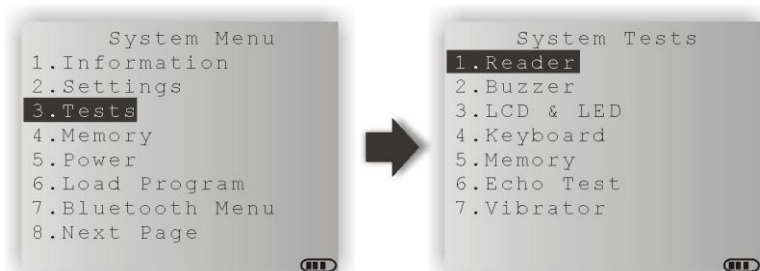 System Menu
1.Information
2.Settings
3.Tests
4.Memory
5.Power
6.Load Program
7.Bluetooth Menu
8.Next Page
System Tests
1.Reader
2.Buzzer
3.LCD & LED
4.Keyboard
5.Memory
6.Echo Test
7.Vibrator